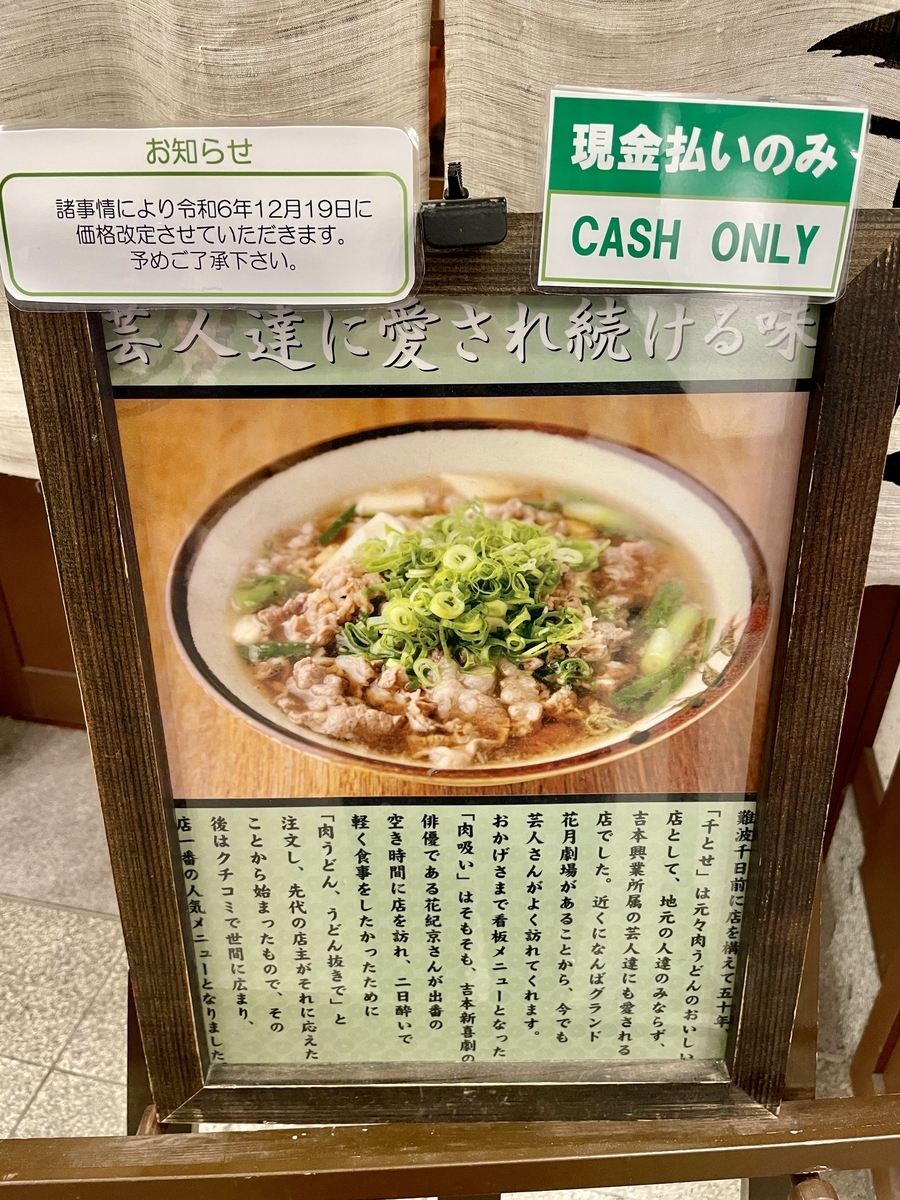 お知らせ
諸事情により令和6年12月19日に
価格改定させていただきます。
予めご了承下さい。
現金払いのみ
CASH ONLY
芸人達に愛され続ける味
難波千日前に店を構えて五十年、
「千とせ」は元々肉うどんのおいしい
店として、地元の人達のみならず、
吉本興業所属の芸人達にも愛される
店でした。近くになんばグランド
花月劇場があることから、今でも
芸人さんがよく訪れてくれます。
おかげさまで看板メニューとなった
「肉吸い」はそもそも、吉本新喜劇の
俳優である花紀京さんが出番の
空き時間に店を訪れ、二日酔いで
軽く食事をしたかったために
「肉うどん、うどん抜きで」と
注文し、先代の店主がそれに応えた
ことから始まったもので、その
後はクチコミで世間に広まり、
店一番の人気メニューとなりました